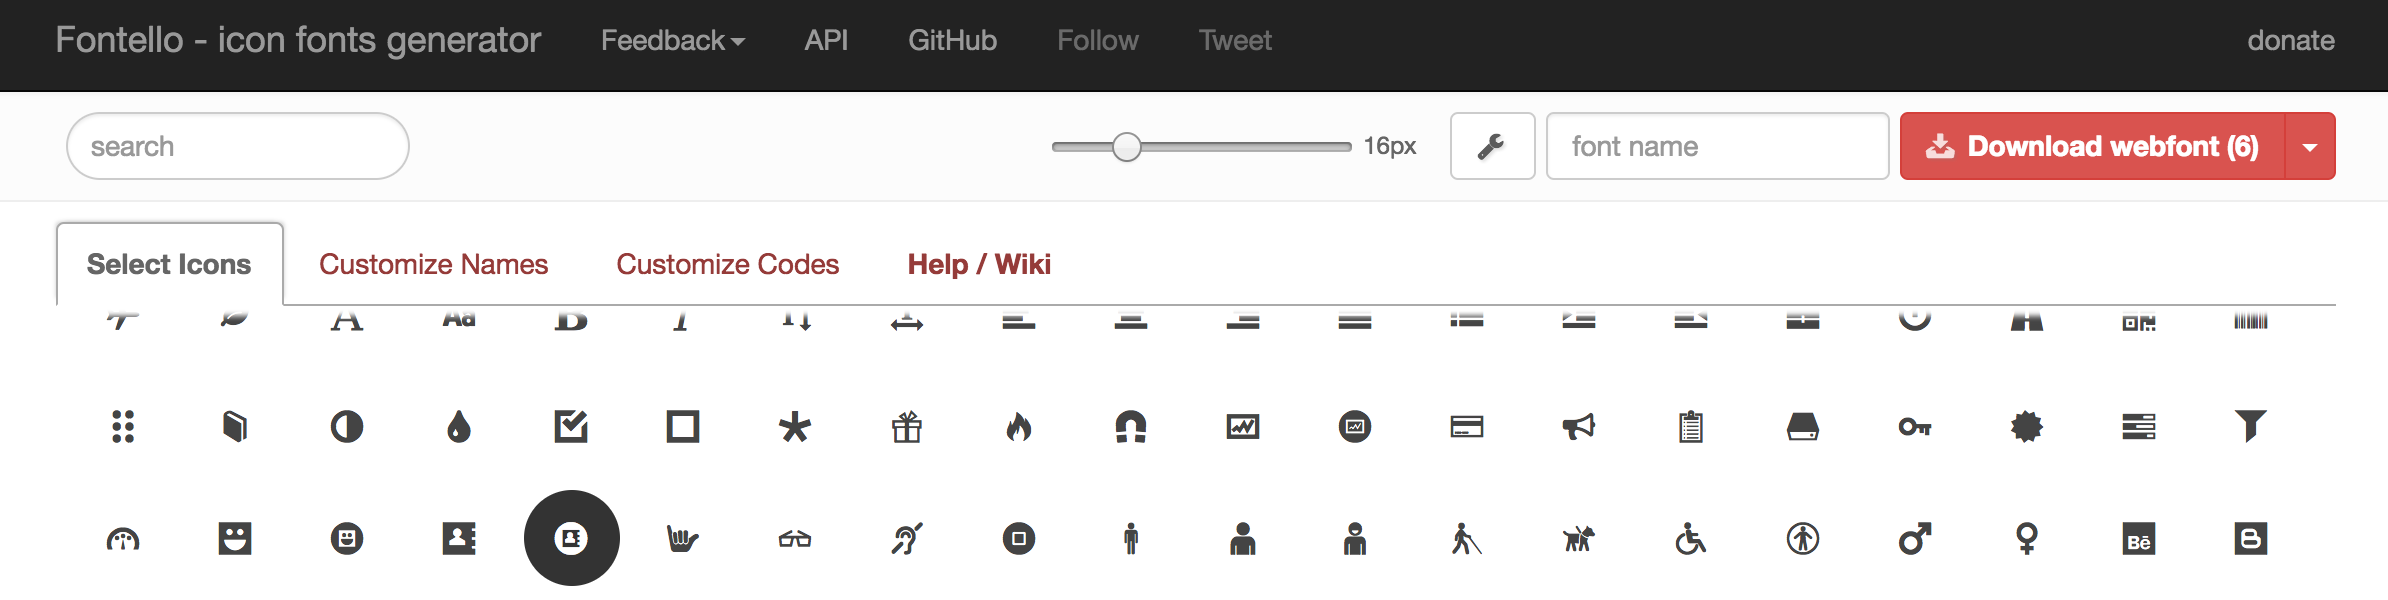 Fontello - icon fonts generator Feedback API GitHub Follow Tweet donate
search 16px font name Download webfont (6)
Select Icons Customize Names Customize Codes Help / Wiki